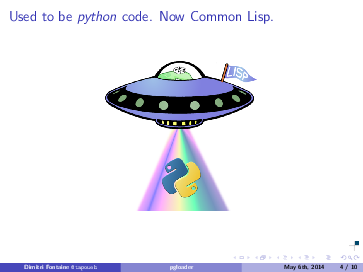 Used to be python code. Now Common Lisp.
LISP
Dimitri Fontaine @tapoueh
pgloader
May 6th, 2014
4 / 10